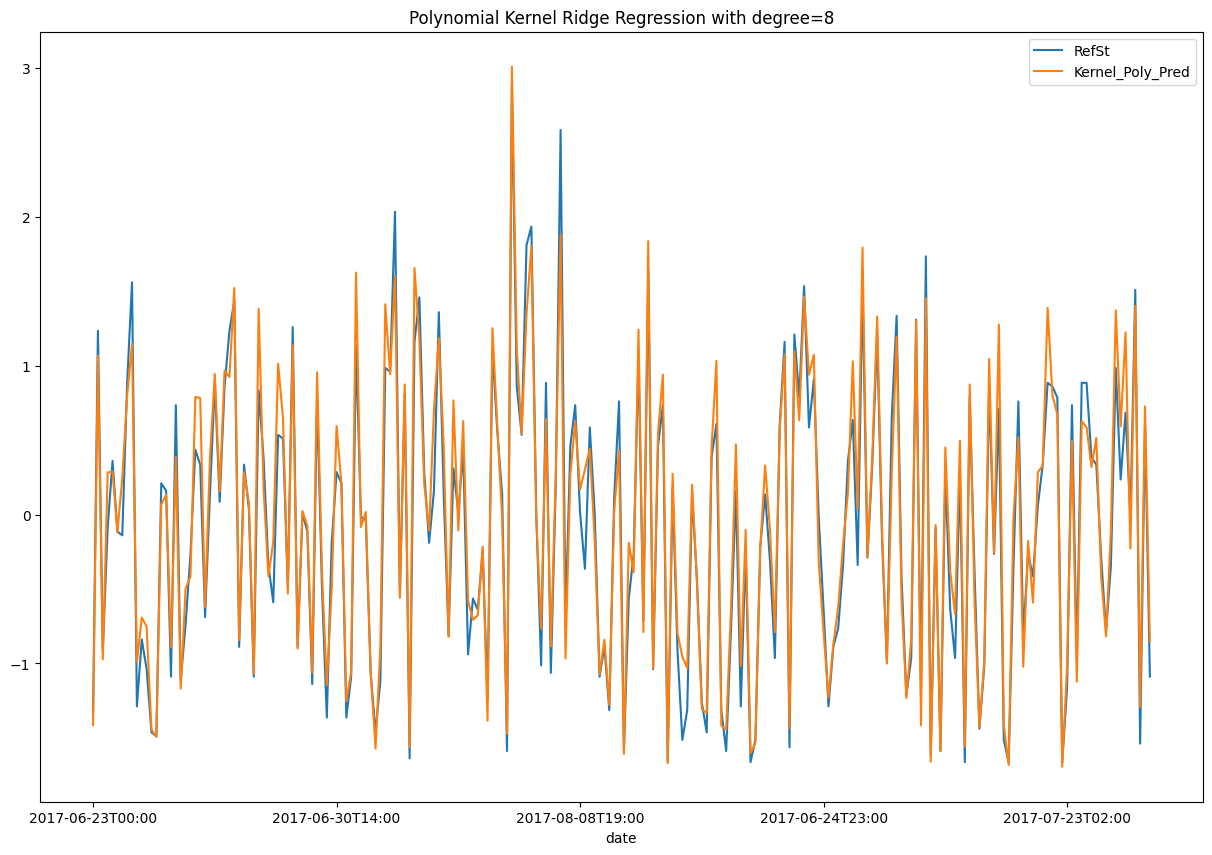 Polynomial Kernel Ridge Regression with degree=8
RefSt
Kernel_Poly_Pred
3
2
1
0
−1
2017-06-23T00:00 2017-06-30T14:00 2017-08-08T19:00 2017-06-24T23:00 2017-07-23T02:00
date